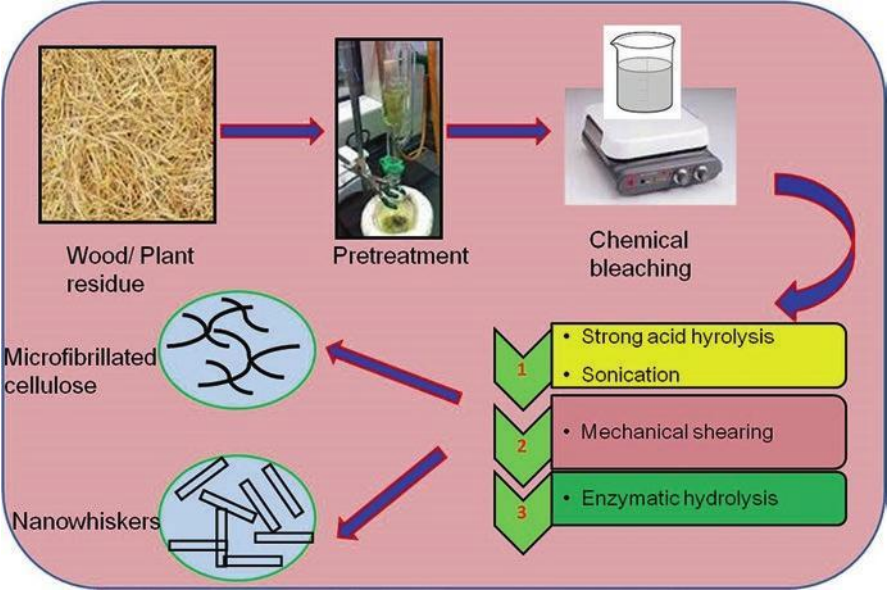 Wood/ Plant
residue
Pretreatment
Chemical
bleaching
1
• Strong acid hyrolysis
• Sonication
2
• Mechanical shearing
3
• Enzymatic hydrolysis
Microfibrillated
cellulose
Nanowhiskers